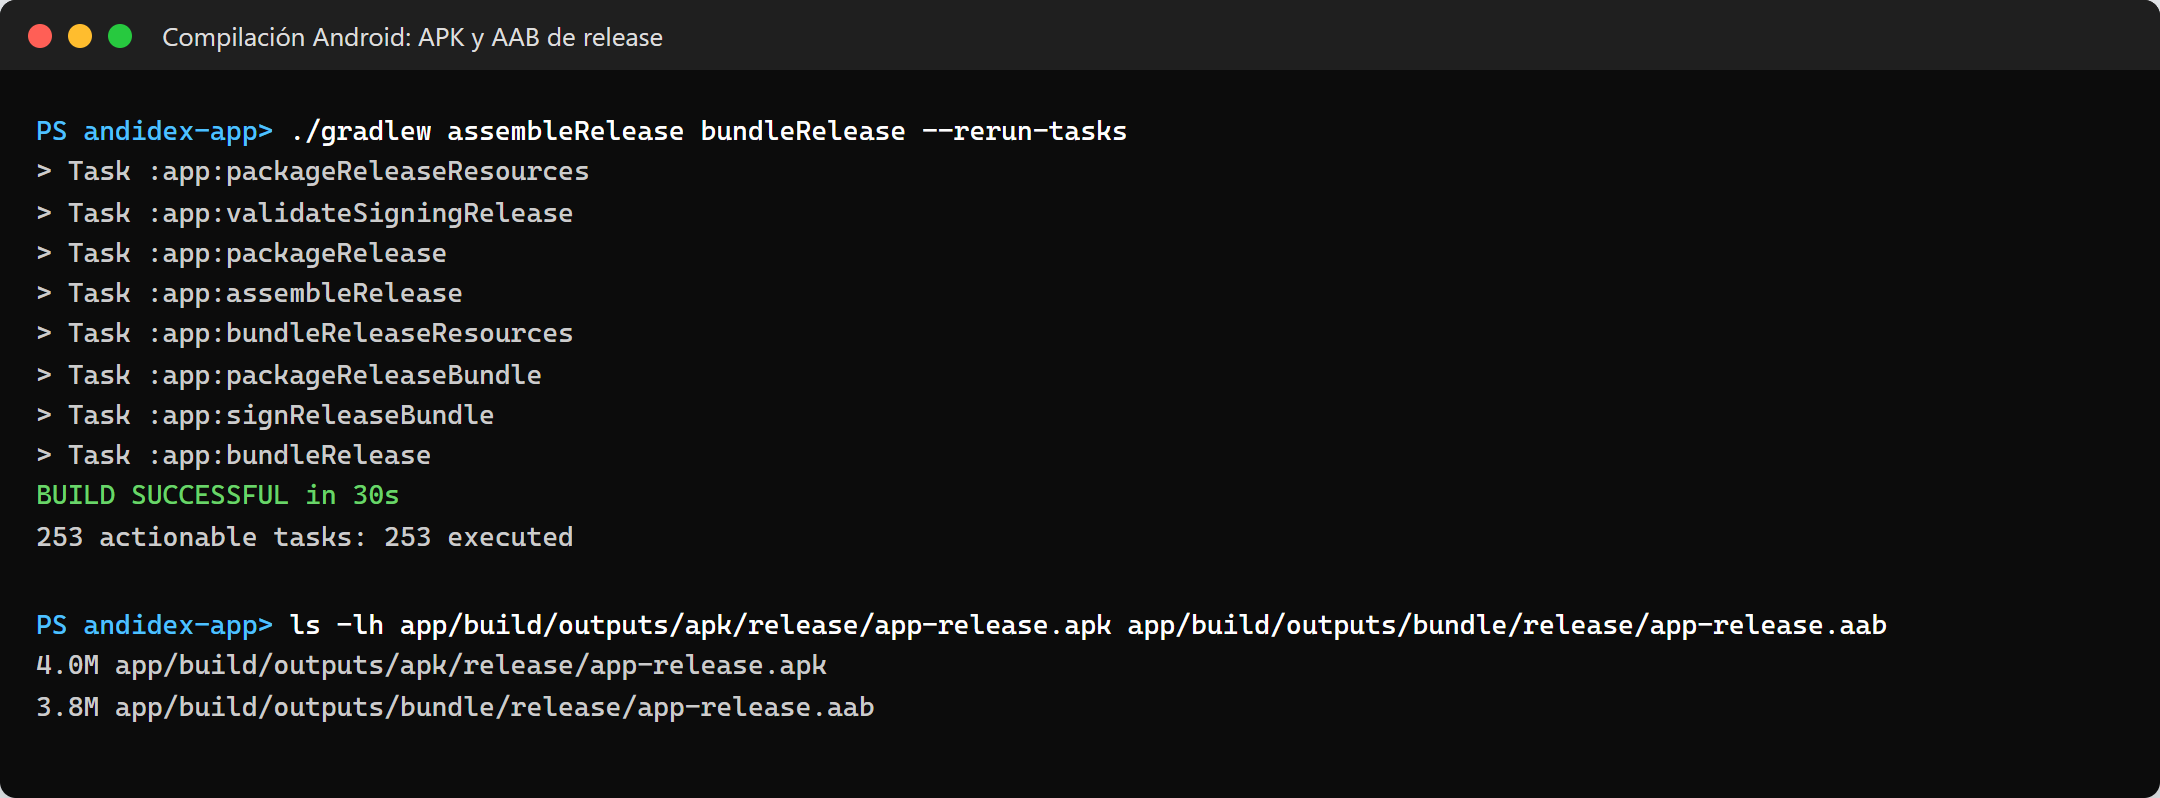 Compilación Android: APK y AAB de release
PS andidex-app> ./gradlew assembleRelease bundleRelease --rerun-tasks
> Task :app:packageReleaseResources
> Task :app:validateSigningRelease
> Task :app:packageRelease
> Task :app:assembleRelease
> Task :app:bundleReleaseResources
> Task :app:packageReleaseBundle
> Task :app:signReleaseBundle
> Task :app:bundleRelease
BUILD SUCCESSFUL in 30s
253 actionable tasks: 253 executed
PS andidex-app> ls -lh app/build/outputs/apk/release/app-release.apk app/build/outputs/bundle/release/app-release.aab
4.0M app/build/outputs/apk/release/app-release.apk
3.8M app/build/outputs/bundle/release/app-release.aab